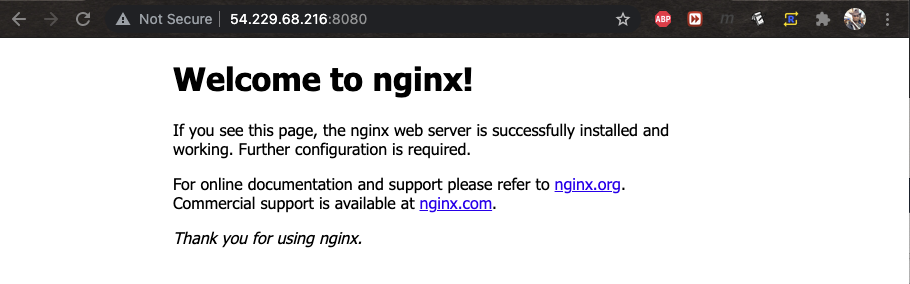 Not Secure | 54.229.68.216:8080
ABP
m
R
Welcome to nginx!
If you see this page, the nginx web server is successfully installed and
working. Further configuration is required.
For online documentation and support please refer to nginx.org.
Commercial support is available at nginx.com.
Thank you for using nginx.